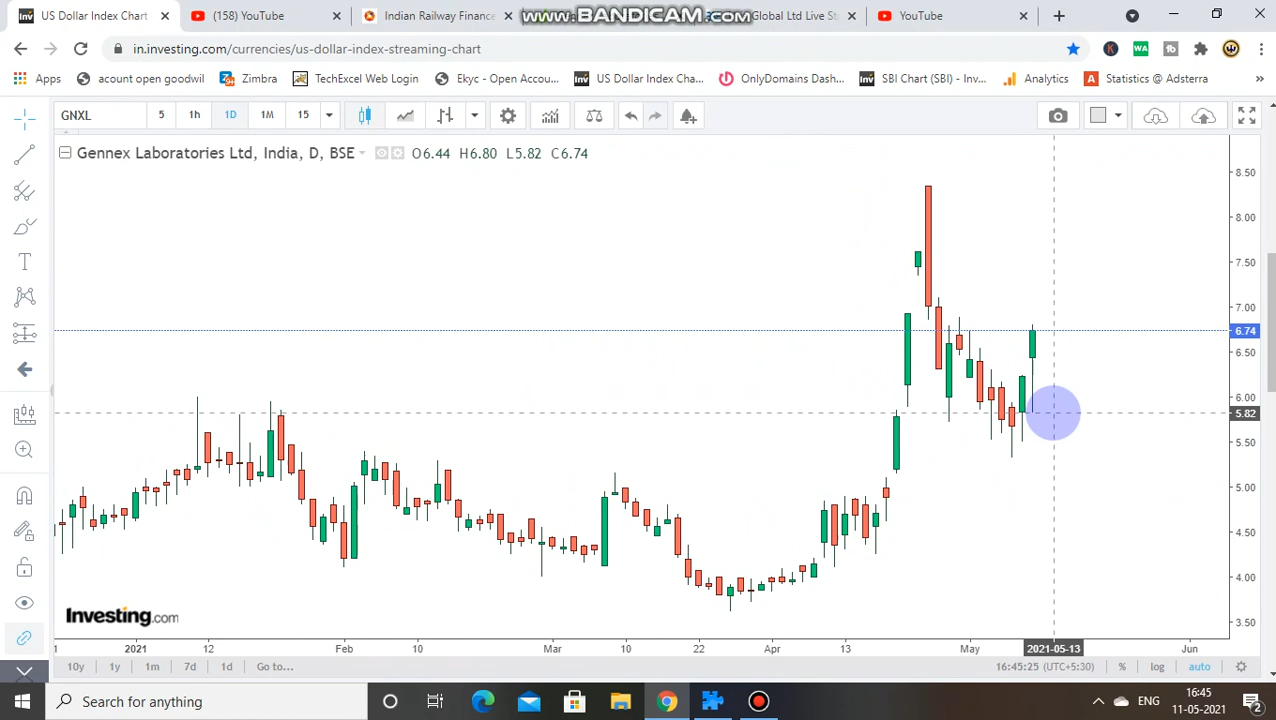 US Dollar Index Chart
(158) YouTube
Indian Railway Finance
www.BANDICAM.com
Global Ltd Live S
YouTube
in.investing.com/currencies/us-dollar-index-streaming-chart
Apps
acount open goodwil
Zimbra
TechExcel Web Login
Ekyc - Open Accou...
US Dollar Index Cha...
OnlyDomains Dash...
SBI Chart (SBI) - Inv...
Analytics
Statistics @ Adsterra
GNXL
5
1h
1D
1M
15
Gennex Laboratories Ltd, India, D, BSE
O6.44 H6.80 L5.82 C6.74
8.50
8.00
7.50
7.00
6.74
6.50
6.00
5.82
5.50
5.00
4.50
4.00
3.50
Investing.com
2021
12
Feb
10
Mar
10
22
Apr
13
May
2021-05-13
Jun
10y
1y
1m
7d
1d
Go to...
16:45:25 (UTC+5:30)
%
log
auto
Search for anything
ENG
16:45
11-05-2021
2